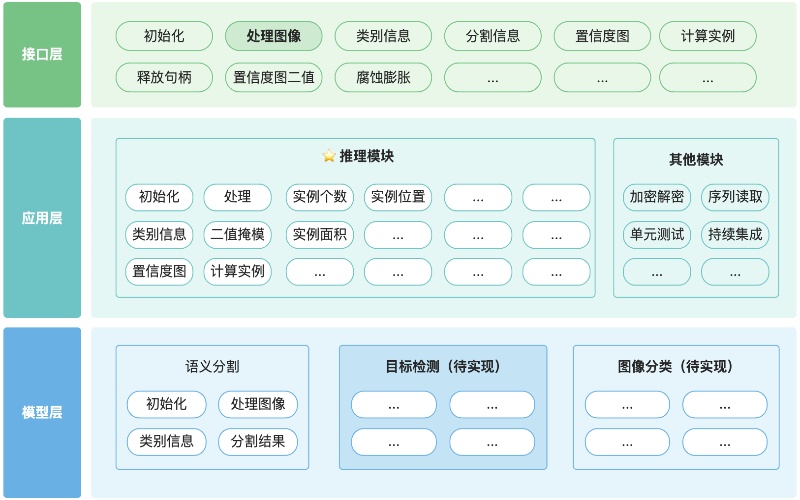 接口层
初始化 处理图像 类别信息 分割信息 置信度图 计算实例
释放句柄 置信度图二值 腐蚀膨胀 ... ... ...
应用层
⭐ 推理模块
初始化 处理 实例个数 实例位置 ... ...
类别信息 二值掩模 实例面积 ... ... ...
置信度图 计算实例 ... ... ... ...
其他模块
加密解密 序列读取
单元测试 持续集成
... ...
模型层
语义分割
初始化 处理图像
类别信息 分割结果
目标检测（待实现）
... ...
... ...
图像分类（待实现）
... ...
... ...